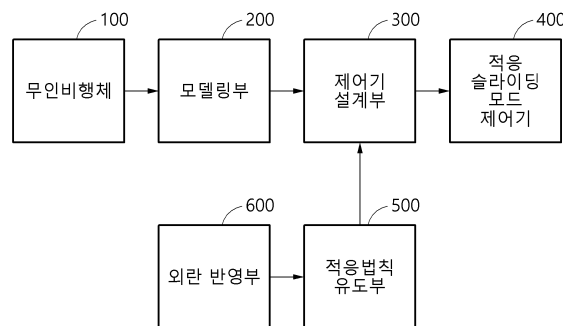 100
200
300
400
무인비행체
모델링부
제어기
설계부
적응
슬라이딩
모드
제어기
600
500
외란 반영부
적응법칙
유도부